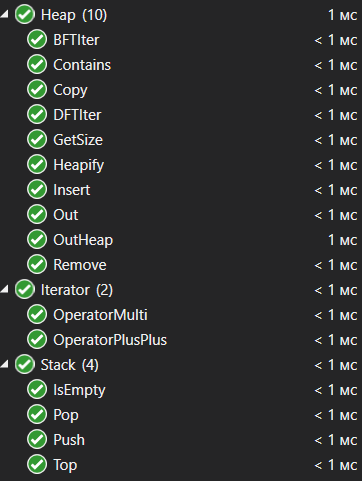 Heap (10) 1 мс
BFTIter < 1 мс
Contains < 1 мс
Copy < 1 мс
DFTIter < 1 мс
GetSize < 1 мс
Heapify < 1 мс
Insert < 1 мс
Out < 1 мс
OutHeap 1 мс
Remove < 1 мс
Iterator (2) < 1 мс
OperatorMulti < 1 мс
OperatorPlusPlus < 1 мс
Stack (4) < 1 мс
IsEmpty < 1 мс
Pop < 1 мс
Push < 1 мс
Top < 1 мс